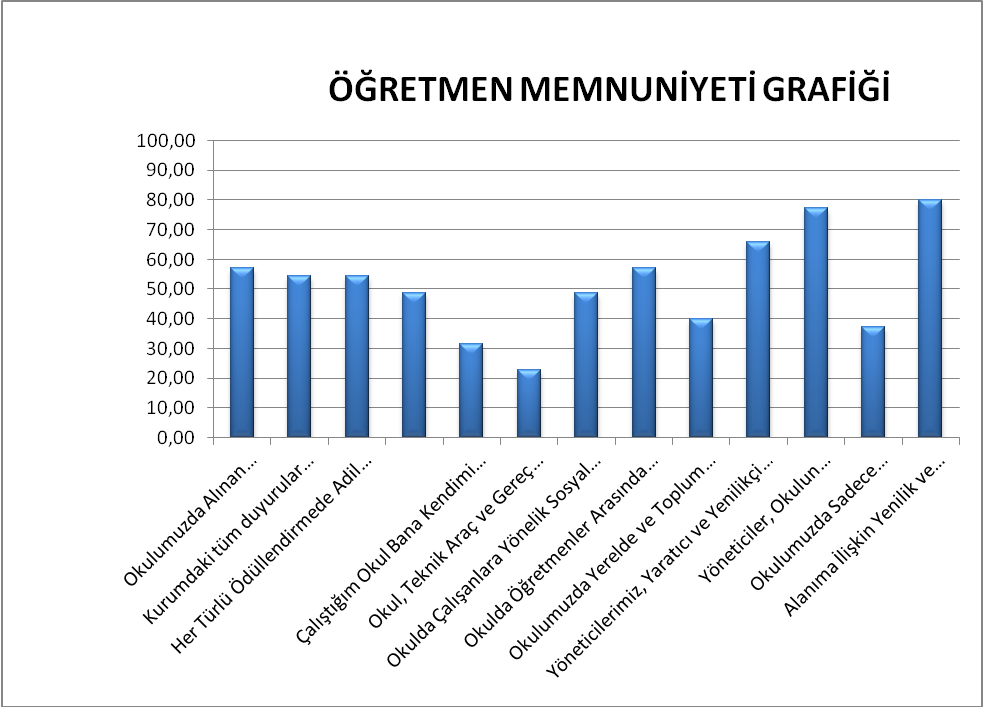 ÖĞRETMEN MEMNUNİYETİ GRAFİĞİ
100,00
90,00
80,00
70,00
60,00
50,00
40,00
30,00
20,00
10,00
0,00
Okulumuzda Alınan...
Kurumdaki tüm duyurular...
Her Türlü Ödüllendirmede Adil...
Çalıştığım Okul Bana Kendimi...
Okul, Teknik Araç ve Gereç...
Okulda Çalışanlara Yönelik Sosyal...
Okulda Öğretmenler Arasında...
Okulumuzda Yerelde ve Toplum...
Yöneticilerimiz, Yaratıcı ve Yenilikçi...
Yöneticiler, Okulun...
Okulumuzda Sadece...
Alanıma İlişkin Yenilik ve...